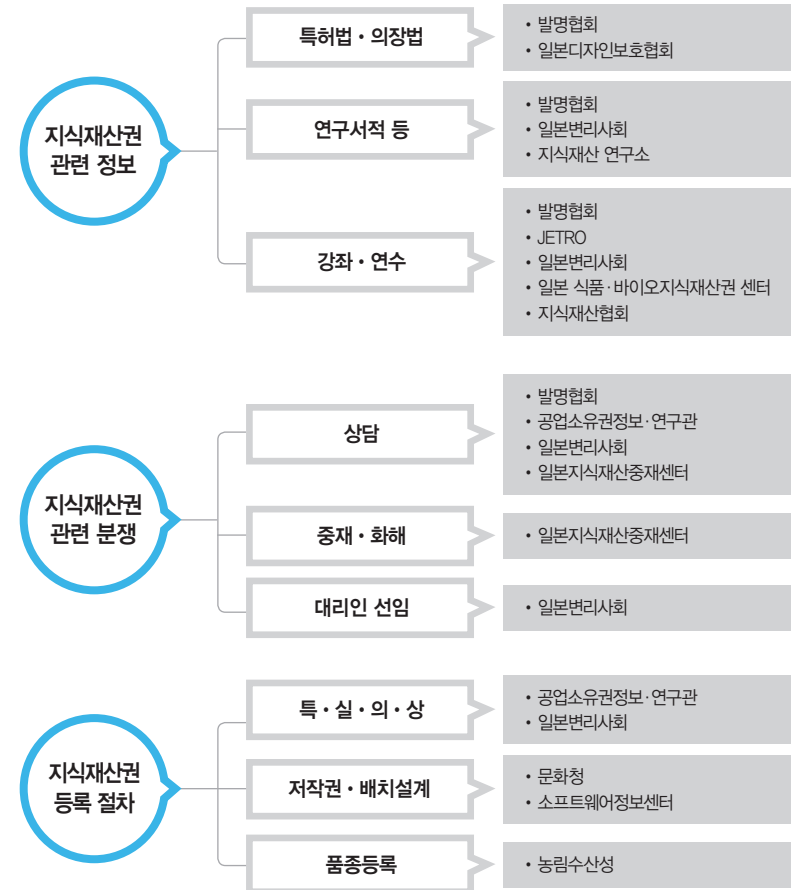 지식재산권
관련 정보
특허법・의장법
• 발명협회
• 일본디자인보호협회
연구서적 등
• 발명협회
• 일본변리사회
• 지식재산 연구소
강좌・연수
• 발명협회
• JETRO
• 일본변리사회
• 일본 식품·바이오지식재산권 센터
• 지식재산협회
지식재산권
관련 분쟁
상담
• 발명협회
• 공업소유권정보·연구관
• 일본변리사회
• 일본지식재산중재센터
중재・화해
• 일본지식재산중재센터
대리인 선임
• 일본변리사회
지식재산권
등록 절차
특・실・의・상
• 공업소유권정보·연구관
• 일본변리사회
저작권・배치설계
• 문화청
• 소프트웨어정보센터
품종등록
• 농림수산성